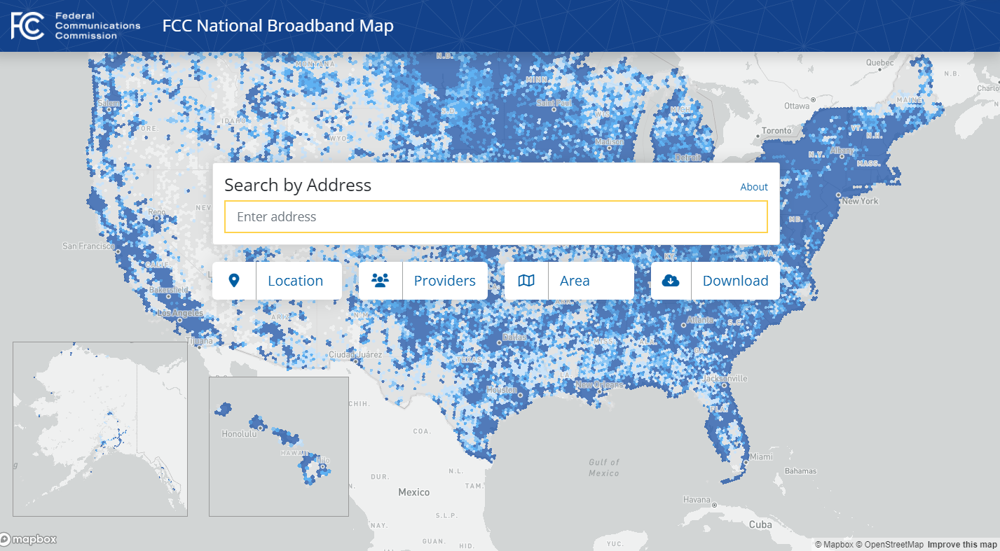 Federal
Communications
Commission
FCC
FCC National Broadband Map
N.D.
MONTANA
MINN.
Quebec
N.B.
Salem
Saint Paul
Ottawa
MAINE
S.D.
WIS.
MICH.
IDAHO
ORE.
WYO.
Toronto
VT.
N.H.
Madison
Detroit
N.Y.
Albany
MASS.
Search by Address
About
New York
Reno
NEV
Enter address
MD.
San Francisco
KY.
VA.
CALIF.
Location
Providers
Area
Download
Bakersfield
ARK.
Los Angeles
ARIZ.
N.M.
Atlanta
S.C.
Tijuana
Dallas
MISS.
ALA.
GA.
Ciudad Juárez
TEXAS
LA.
Jacksonville
Houston
New Orleans
CHIH.
FLA.
Honolulu
COA.
HAWAII
Hilo
Miami
Gulf of
Mexico
N.L.
Bahamas
DUR.
TAM.
Mexico
Havana
S.L.P.
NAY.
Cuba
GUAN.
HID.
YUC.
mapbox
© Mapbox © OpenStreetMap Improve this map